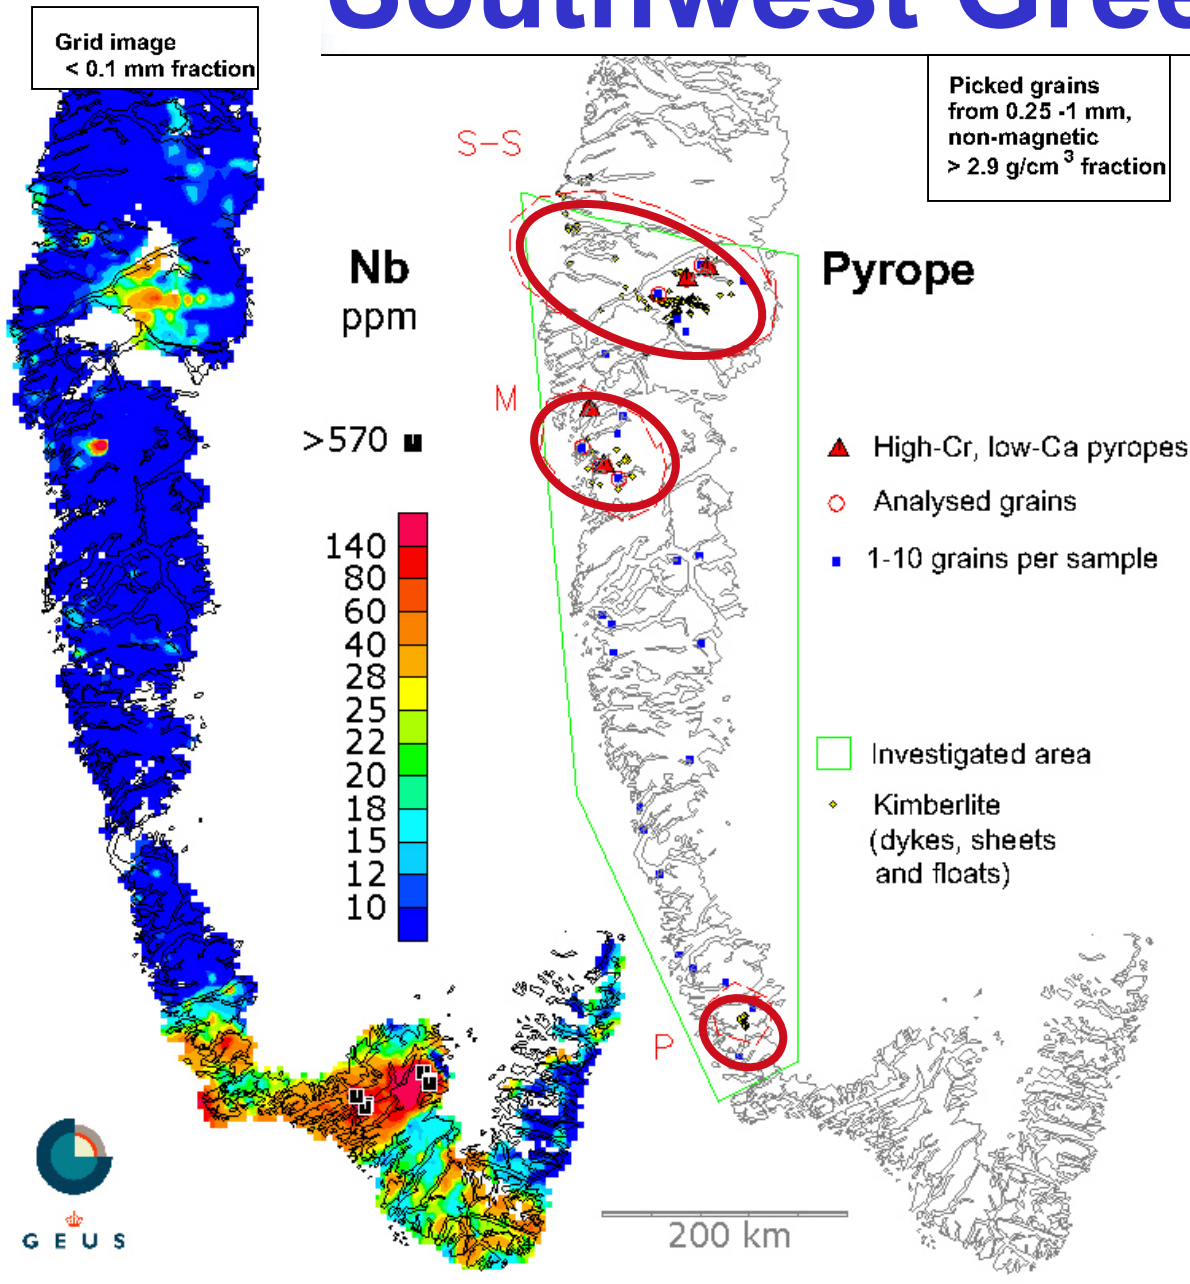 Southwest Gree
Grid image
< 0.1 mm fraction
Picked grains
from 0.25 -1 mm,
non-magnetic
> 2.9 g/cm 3 fraction
S-S
Nb
ppm
Pyrope
M
>570
High-Cr, low-Ca pyropes
Analysed grains
1-10 grains per sample
140
80
60
40
28
25
22
20
18
15
12
10
Investigated area
Kimberlite
(dykes, sheets
and floats)
P
200 km
G E U S